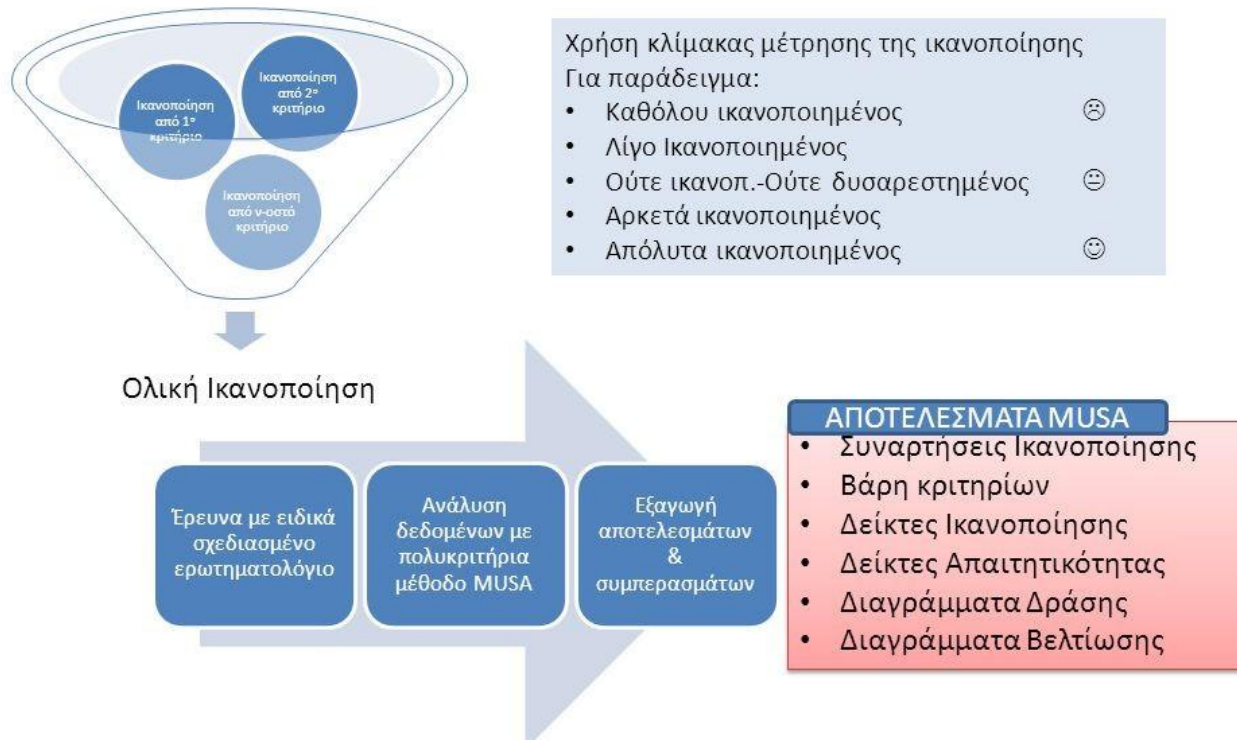 Ικανοποίηση
από 1º
κριτήριο
Ικανοποίηση
από 2º
κριτήριο
Ικανοποίηση
από ν-οστό
κριτήριο
Χρήση κλίμακας μέτρησης της ικανοποίησης
Για παράδειγμα:
• Καθόλου ικανοποιημένος ☹
• Λίγο Ικανοποιημένος
• Ούτε ικανοπ.-Ούτε δυσαρεστημένος 😐
• Αρκετά ικανοποιημένος
• Απόλυτα ικανοποιημένος ☺
Ολική Ικανοποίηση
Έρευνα με ειδικά
σχεδιασμένο
ερωτηματολόγιο
Ανάλυση
δεδομένων με
πολυκριτήρια
μέθοδο MUSA
Εξαγωγή
αποτελεσμάτων
&
συμπερασμάτων
ΑΠΟΤΕΛΕΣΜΑΤΑ MUSA
• Συναρτήσεις Ικανοποίησης
• Βάρη κριτηρίων
• Δείκτες Ικανοποίησης
• Δείκτες Απαιτητικότητας
• Διαγράμματα Δράσης
• Διαγράμματα Βελτίωσης